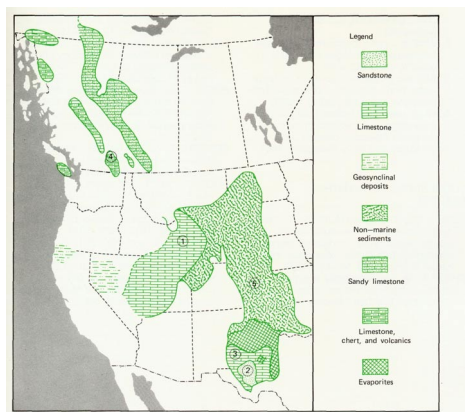 Legend
Sandstone
Limestone
Geosynclinal
deposits
Non-marine
sediments
Sandy limestone
Limestone,
chert, and volcanics
Evaporites
4
1
5
3
2